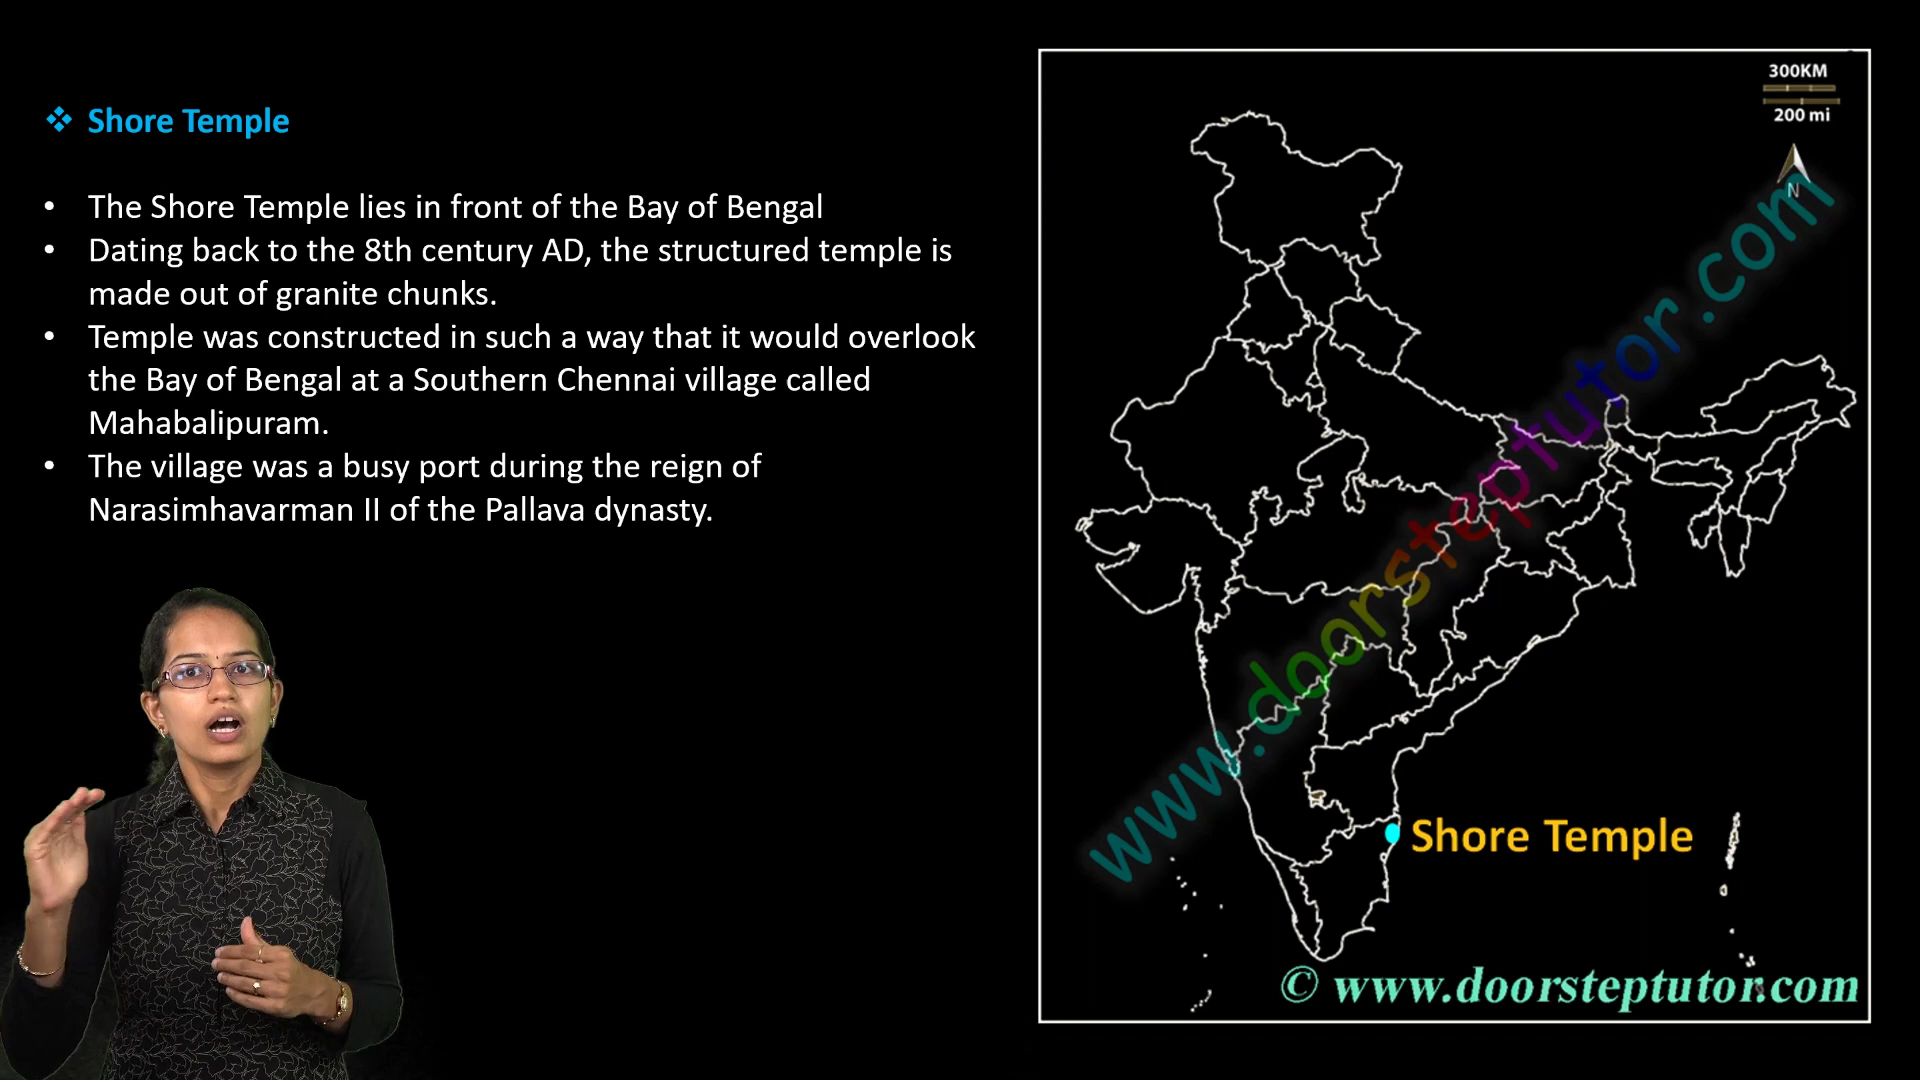 Shore Temple
• The Shore Temple lies in front of the Bay of Bengal
• Dating back to the 8th century AD, the structured temple is
made out of granite chunks.
• Temple was constructed in such a way that it would overlook
the Bay of Bengal at a Southern Chennai village called
Mahabalipuram.
• The village was a busy port during the reign of
Narasimhavarman II of the Pallava dynasty.
300KM
200 mi
N
www.doorsteptutor.com
Shore Temple
© www.doorsteptutor.com